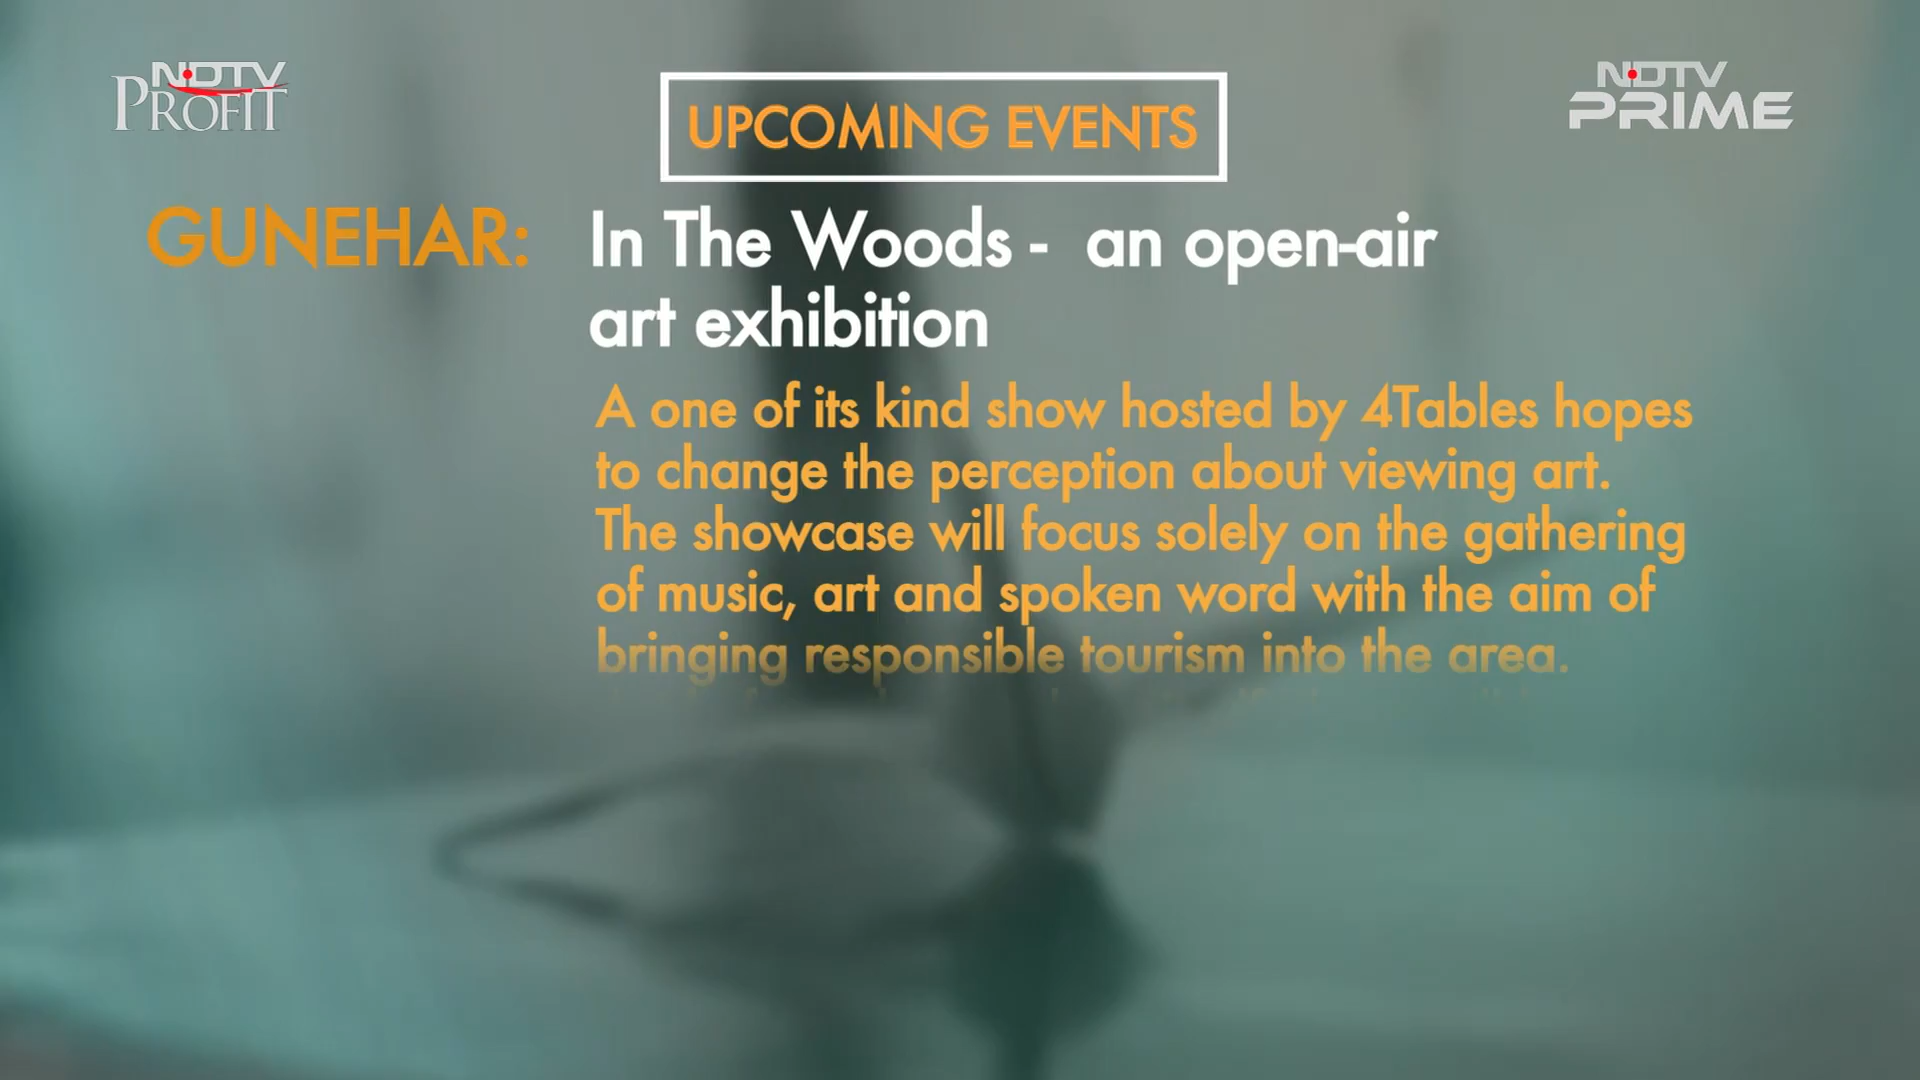 NDTV
PROFIT
UPCOMING EVENTS
NDTV
PRIME
GUNEHAR: In The Woods - an open-air
art exhibition
A one of its kind show hosted by 4Tables hopes
to change the perception about viewing art.
The showcase will focus solely on the gathering
of music, art and spoken word with the aim of
bringing responsible tourism into the area.